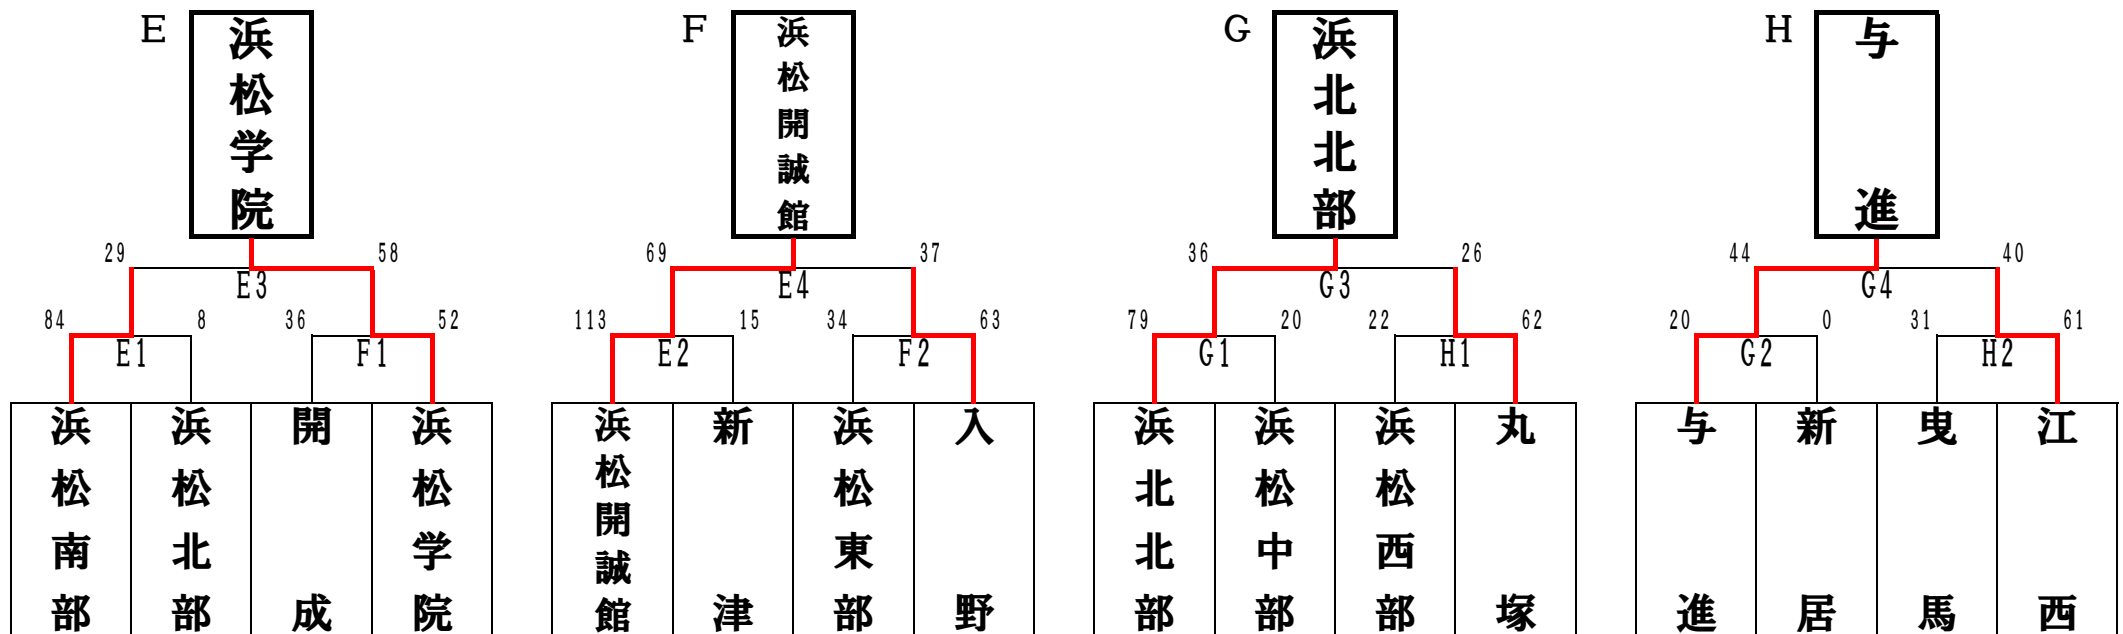 E
浜松学院
F
浜松開誠館
G
浜北北部
H
与進
29
58
E3
69
37
E4
36
26
G3
44
40
G4
84
8
E1
36
52
F1
113
15
E2
34
63
F2
79
20
G1
22
62
H1
20
0
G2
31
61
H2
浜松南部
浜松北部
開成
浜松学院
浜松開誠館
新津
浜松東部
入野
浜北北部
浜松中部
浜松西部
丸塚
与進
新居
曳馬
江西